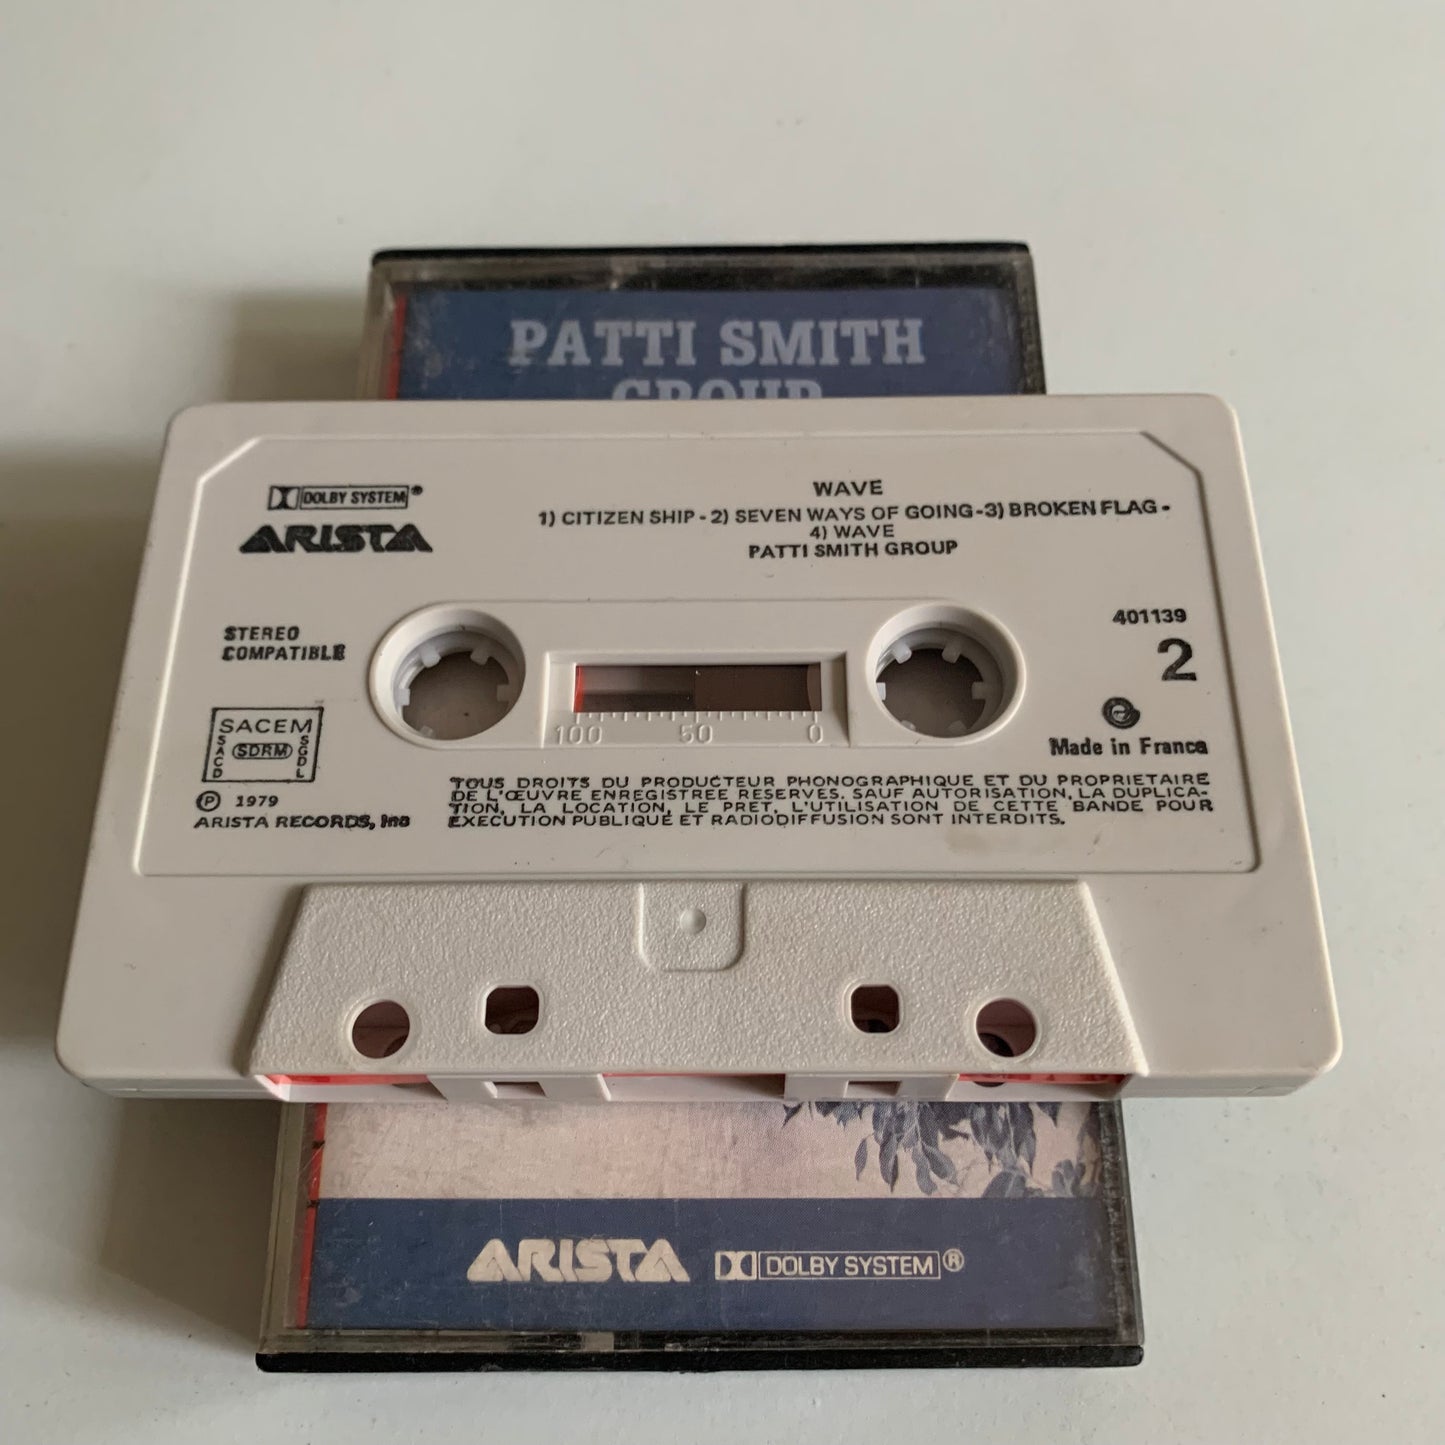 PATTI SMITH
GROUP
DOLBY SYSTEM®
ARISTA
WAVE
1) CITIZEN SHIP - 2) SEVEN WAYS OF GOING -3) BROKEN FLAG -
4) WAVE
PATTI SMITH GROUP
STEREO
COMPATIBLE
401139
2
SACEM
SACD SDRM SGDL
Made in France
100 50 0
Ⓟ 1979
ARISTA RECORDS, Inc
TOUS DROITS DU PRODUCTEUR PHONOGRAPHIQUE ET DU PROPRIETAIRE
DE L'ŒUVRE ENREGISTREE RESERVES. SAUF AUTORISATION, LA DUPLICA-
TION, LA LOCATION, LE PRET, L'UTILISATION DE CETTE BANDE POUR
EXECUTION PUBLIQUE ET RADIODIFFUSION SONT INTERDITS.
ARISTA DOLBY SYSTEM®